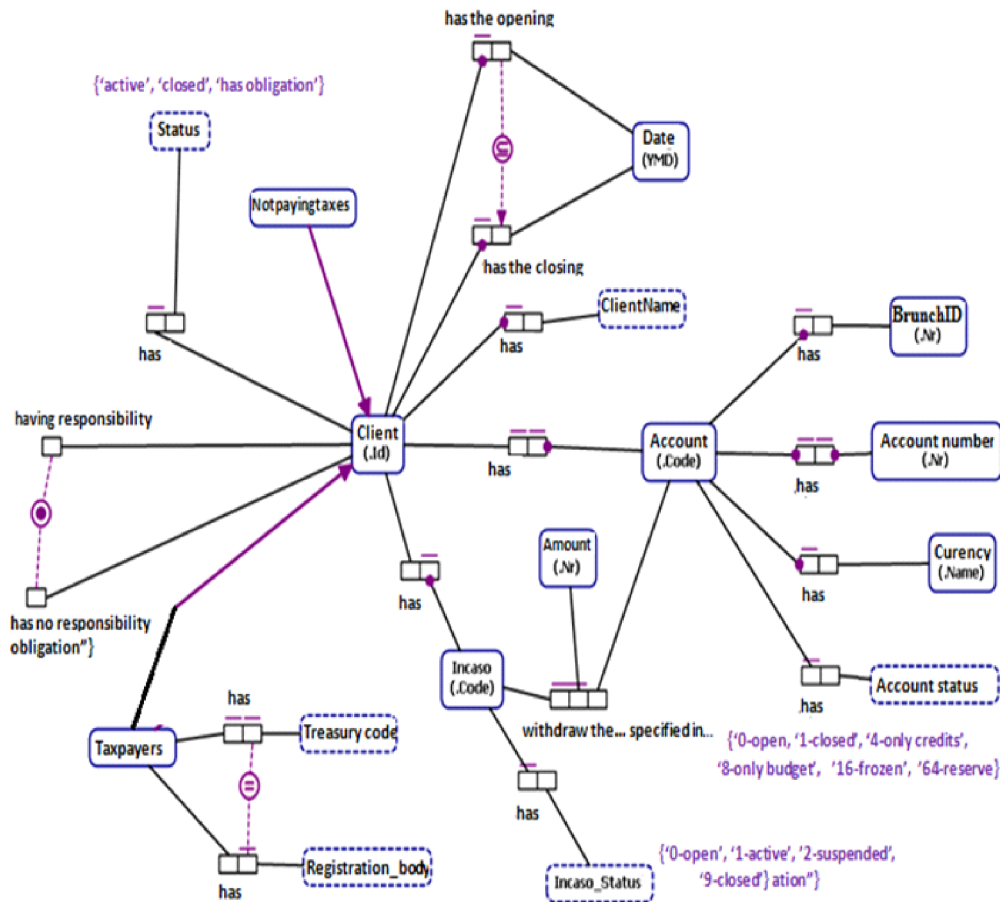 has the opening
{‘active’, ‘closed’, ‘has obligation’}
Status
Date
(YMD)
Notpayingtaxes
has the closing
ClientName
has
BrunchID
(.Nr)
has
has
having responsibility
Client
(.Id)
has
Account
(.Code)
Account number
(.Nr)
.has
Amount
(.Nr)
Curency
(.Name)
has
has
has no responsibility
obligation”}
Incaso
(.Code)
Account status
has
has
Taxpayers
Treasury code
withdraw the... specified in...
{‘0-open, ‘1-closed’, ‘4-only credits’,
‘8-only budget’, ‘16-frozen’, ‘64-reserve}
has
Registration_body
has
{‘0-open’, ‘1-active’, ‘2-suspended’,
‘9-closed’} ation”}
Incaso_Status